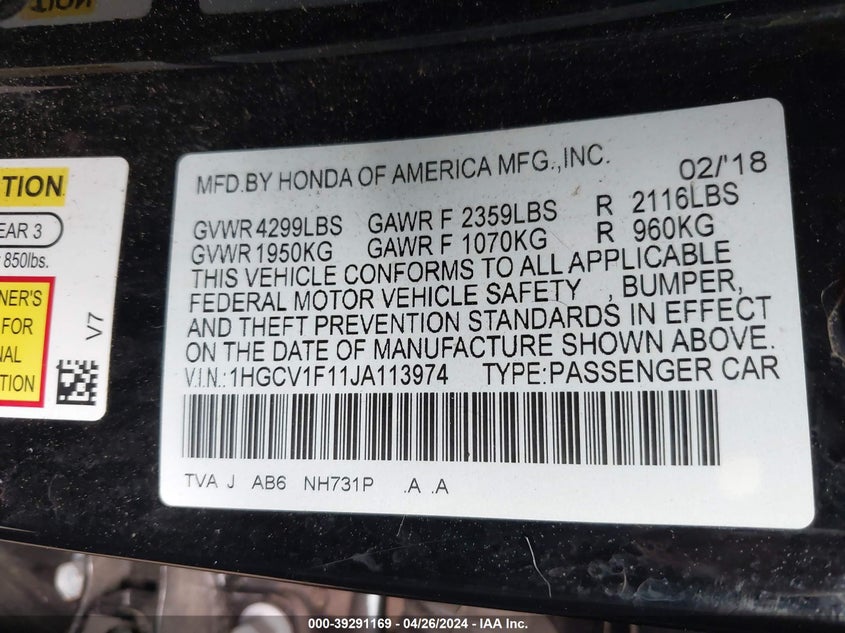 TION
EAR 3
850lbs.
NER'S
FOR
NAL
TION
V7
MFD.BY HONDA OF AMERICA MFG.,INC. 02/'18
GVWR 4299LBS GAWR F 2359LBS R 2116LBS
GVWR 1950KG GAWR F 1070KG R 960KG
THIS VEHICLE CONFORMS TO ALL APPLICABLE
FEDERAL MOTOR VEHICLE SAFETY , BUMPER,
AND THEFT PREVENTION STANDARDS IN EFFECT
ON THE DATE OF MANUFACTURE SHOWN ABOVE.
V.I.N.:1HGCV1F11JA113974 TYPE:PASSENGER CAR
TVA J AB6 NH731P .A .A
000-39291169 - 04/26/2024 - IAA Inc.